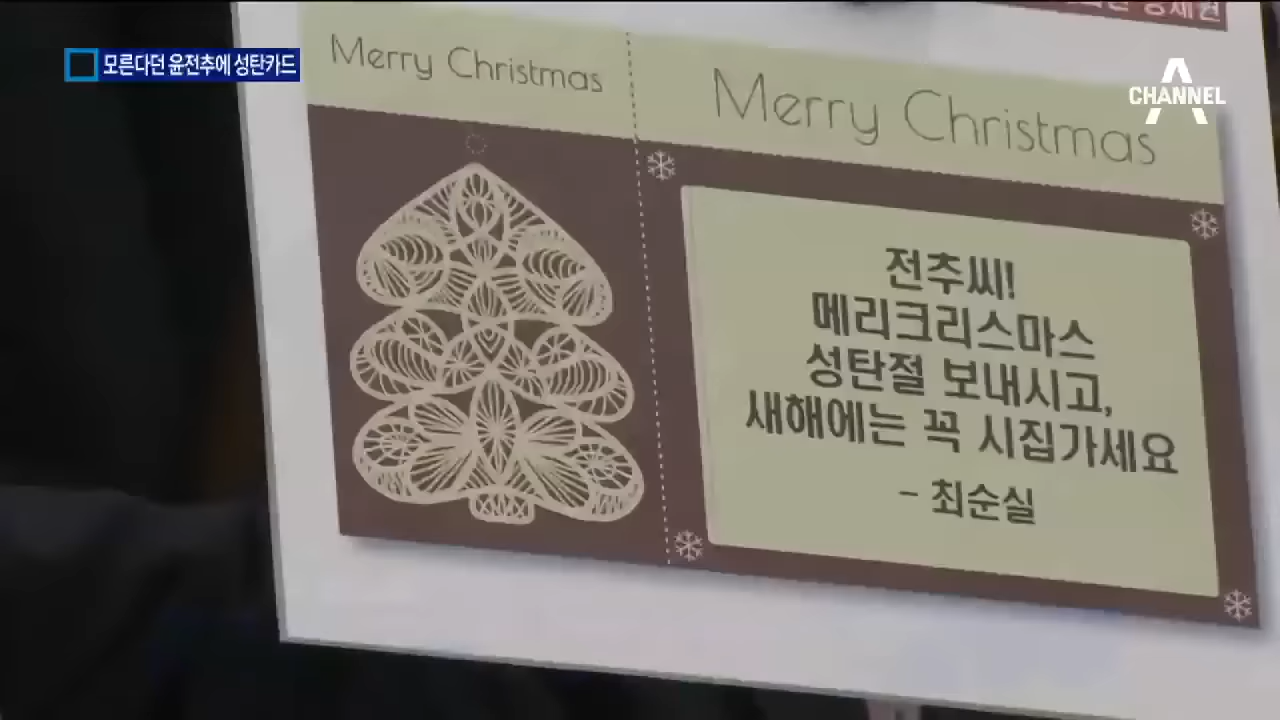 모른다던 윤전추에 성탄카드
CHANNEL A
Merry Christmas
Merry Christmas
전추씨!
메리크리스마스
성탄절 보내시고,
새해에는 꼭 시집가세요
- 최순실